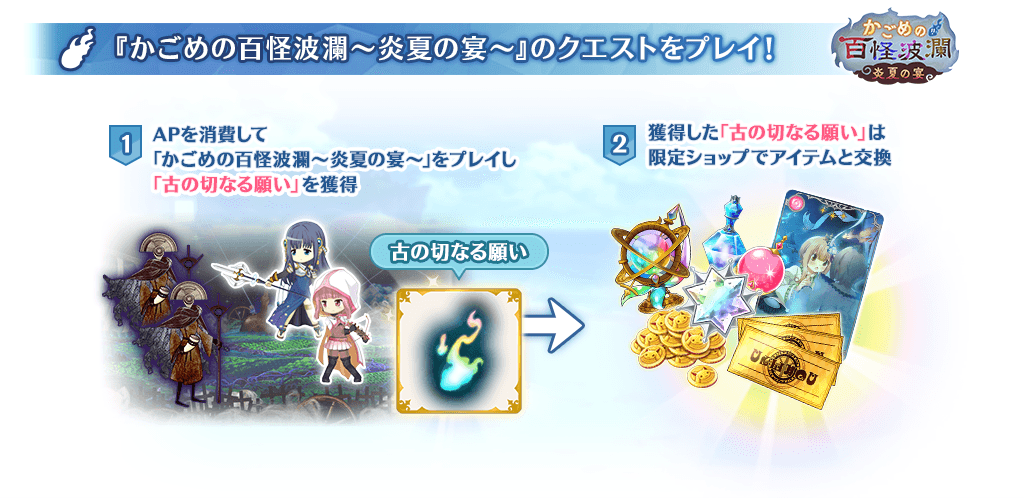 『かごめの百怪波瀾～炎夏の宴～』のクエストをプレイ！
かごめの
百怪波瀾
炎夏の宴
1
APを消費して
「かごめの百怪波瀾～炎夏の宴～」をプレイし
「古の切なる願い」を獲得
古の切なる願い
2
獲得した「古の切なる願い」は
限定ショップでアイテムと交換